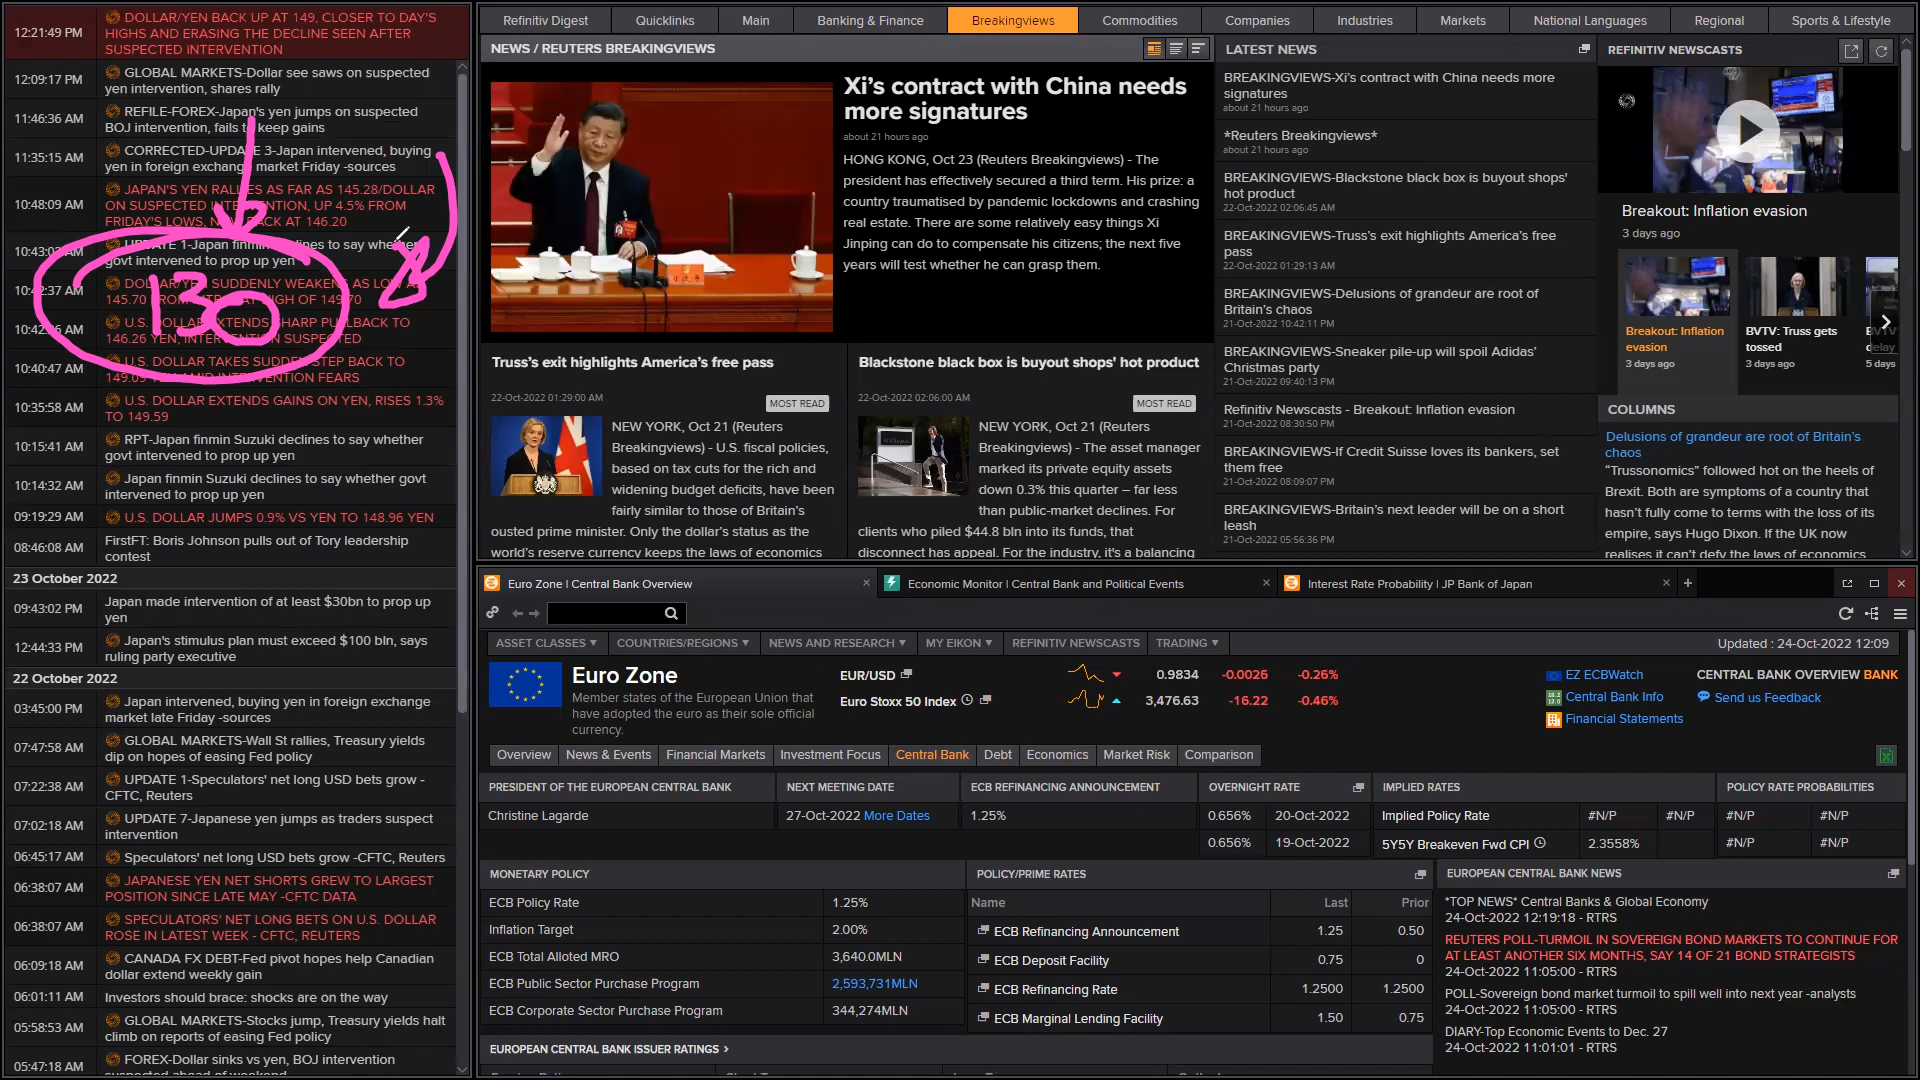 12:21:49 PM
DOLLAR/YEN BACK UP AT 149, CLOSER TO DAY'S
HIGHS AND ERASING THE DECLINE SEEN AFTER
SUSPECTED INTERVENTION
12:09:17 PM
GLOBAL MARKETS-Dollar see saws on suspected
yen intervention, shares rally
11:46:36 AM
REFILE-FOREX-Japan's yen jumps on suspected
BOJ intervention, fails to keep gains
11:35:15 AM
CORRECTED-UPDATE 3-Japan intervened, buying
yen in foreign exchange market Friday -sources
10:48:09 AM
JAPAN'S YEN RALLIES AS FAR AS 145.28/DOLLAR
ON SUSPECTED INTERVENTION, UP 4.5% FROM
FRIDAY'S LOWS, NOW BACK AT 146.20
UPDATE 1-Japan finmin declines to say whether
govt intervened to prop up yen
DOLLAR/YEN SUDDENLY WEAKENS AS LOW AS
145.70 FROM INTRADAY HIGH OF 149.70
U.S. DOLLAR EXTENDS SHARP PULLBACK TO
146.26 YEN, INTERVENTION SUSPECTED
130
10:40:47 AM
U.S. DOLLAR TAKES SUDDEN STEP BACK TO
149.09 YEN AMID INTERVENTION FEARS
10:35:58 AM
U.S. DOLLAR EXTENDS GAINS ON YEN, RISES 1.3%
TO 149.59
10:15:41 AM
RPT-Japan finmin Suzuki declines to say whether
govt intervened to prop up yen
10:14:32 AM
Japan finmin Suzuki declines to say whether govt
intervened to prop up yen
09:19:29 AM
U.S. DOLLAR JUMPS 0.9% VS YEN TO 148.96 YEN
08:46:08 AM
FirstFT: Boris Johnson pulls out of Tory leadership
contest
23 October 2022
09:43:02 PM
Japan made intervention of at least $30bn to prop up
yen
12:44:33 PM
Japan's stimulus plan must exceed $100 bln, says
ruling party executive
22 October 2022
03:45:00 PM
Japan intervened, buying yen in foreign exchange
market late Friday -sources
07:47:58 AM
GLOBAL MARKETS-Wall St rallies, Treasury yields
dip on hopes of easing Fed policy
07:22:38 AM
UPDATE 1-Speculators' net long USD bets grow -
CFTC, Reuters
07:02:18 AM
UPDATE 7-Japanese yen jumps as traders suspect
intervention
06:45:17 AM
Speculators' net long USD bets grow -CFTC, Reuters
06:38:07 AM
JAPANESE YEN NET SHORTS GREW TO LARGEST
POSITION SINCE LATE MAY -CFTC DATA
06:38:07 AM
SPECULATORS' NET LONG BETS ON U.S. DOLLAR
ROSE IN LATEST WEEK - CFTC, REUTERS
06:09:18 AM
CANADA FX DEBT-Fed pivot hopes help Canadian
dollar extend weekly gain
06:01:11 AM
Investors should brace: shocks are on the way
05:58:53 AM
GLOBAL MARKETS-Stocks jump, Treasury yields halt
climb on reports of easing Fed policy
05:47:18 AM
FOREX-Dollar sinks vs yen, BOJ intervention
suspected ahead of weekend
Refinitiv Digest Quicklinks Main Banking & Finance Breakingviews Commodities Companies Industries Markets National Languages Regional Sports & Lifestyle
NEWS / REUTERS BREAKINGVIEWS
Xi's contract with China needs
more signatures
about 21 hours ago
HONG KONG, Oct 23 (Reuters Breakingviews) - The
president has effectively secured a third term. His prize: a
country traumatised by pandemic lockdowns and crashing
real estate. There are some relatively easy things Xi
Jinping can do to compensate his citizens; the next five
years will test whether he can grasp them.
Truss's exit highlights America's free pass
22-Oct-2022 01:29:00 AM
MOST READ
NEW YORK, Oct 21 (Reuters
Breakingviews) - U.S. fiscal policies,
based on tax cuts for the rich and
widening budget deficits, have been
fairly similar to those of Britain's
ousted prime minister. Only the dollar's status as the
world's reserve currency keeps the laws of economics
Blackstone black box is buyout shops' hot product
22-Oct-2022 02:06:00 AM
MOST READ
NEW YORK, Oct 21 (Reuters
Breakingviews) - The asset manager
marked its private equity assets
down 0.3% this quarter – far less
than public-market declines. For
clients who piled $44.8 bln into its funds, that
disconnect has appeal. For the industry, it's a balancing
LATEST NEWS
BREAKINGVIEWS-Xi's contract with China needs more
signatures
about 21 hours ago
*Reuters Breakingviews*
about 21 hours ago
BREAKINGVIEWS-Blackstone black box is buyout shops'
hot product
22-Oct-2022 02:06:45 AM
BREAKINGVIEWS-Truss's exit highlights America's free
pass
22-Oct-2022 01:29:13 AM
BREAKINGVIEWS-Delusions of grandeur are root of
Britain's chaos
21-Oct-2022 10:42:11 PM
BREAKINGVIEWS-Sneaker pile-up will spoil Adidas'
Christmas party
21-Oct-2022 09:40:13 PM
Refinitiv Newscasts - Breakout: Inflation evasion
21-Oct-2022 08:30:50 PM
BREAKINGVIEWS-If Credit Suisse loves its bankers, set
them free
21-Oct-2022 08:09:07 PM
BREAKINGVIEWS-Britain's next leader will be on a short
leash
21-Oct-2022 05:56:36 PM
REFINITIV NEWSCASTS
Breakout: Inflation evasion
3 days ago
Breakout: Inflation
evasion
3 days ago
BVTV: Truss gets
tossed
3 days ago
delay
5 days
COLUMNS
Delusions of grandeur are root of Britain's
chaos
“Trussonomics” followed hot on the heels of
Brexit. Both are symptoms of a country that
hasn't fully come to terms with the loss of its
empire, says Hugo Dixon. If the UK now
realises it can't defy the laws of economics
Euro Zone | Central Bank Overview
Economic Monitor | Central Bank and Political Events
Interest Rate Probability | JP Bank of Japan
ASSET CLASSES COUNTRIES/REGIONS NEWS AND RESEARCH MY EIKON REFINITIV NEWSCASTS TRADING
Updated : 24-Oct-2022 12:09
Euro Zone
Member states of the European Union that
have adopted the euro as their sole official
currency.
EUR/USD 0.9834 -0.0026 -0.26%
Euro Stoxx 50 Index 3,476.63 -16.22 -0.46%
EZ ECBWatch
Central Bank Info
Financial Statements
CENTRAL BANK OVERVIEW BANK
Send us Feedback
Overview News & Events Financial Markets Investment Focus Central Bank Debt Economics Market Risk Comparison
PRESIDENT OF THE EUROPEAN CENTRAL BANK
Christine Lagarde
NEXT MEETING DATE
27-Oct-2022 More Dates
ECB REFINANCING ANNOUNCEMENT
1.25%
OVERNIGHT RATE
0.656% 20-Oct-2022
0.656% 19-Oct-2022
IMPLIED RATES
Implied Policy Rate #N/P #N/P
5Y5Y Breakeven Fwd CPI 2.3558%
POLICY RATE PROBABILITIES
#N/P #N/P
#N/P #N/P
MONETARY POLICY
ECB Policy Rate 1.25%
Inflation Target 2.00%
ECB Total Alloted MRO 3,640.0MLN
ECB Public Sector Purchase Program 2,593,731MLN
ECB Corporate Sector Purchase Program 344,274MLN
POLICY/PRIME RATES
Name Last Prior
ECB Refinancing Announcement 1.25 0.50
ECB Deposit Facility 0.75 0
ECB Refinancing Rate 1.2500 1.2500
ECB Marginal Lending Facility 1.50 0.75
EUROPEAN CENTRAL BANK ISSUER RATINGS
EUROPEAN CENTRAL BANK NEWS
*TOP NEWS* Central Banks & Global Economy
24-Oct-2022 12:19:18 - RTRS
REUTERS POLL-TURMOIL IN SOVEREIGN BOND MARKETS TO CONTINUE FOR
AT LEAST ANOTHER SIX MONTHS, SAY 14 OF 21 BOND STRATEGISTS
24-Oct-2022 11:05:00 - RTRS
POLL-Sovereign bond market turmoil to spill well into next year -analysts
24-Oct-2022 11:05:00 - RTRS
DIARY-Top Economic Events to Dec. 27
24-Oct-2022 11:01:01 - RTRS